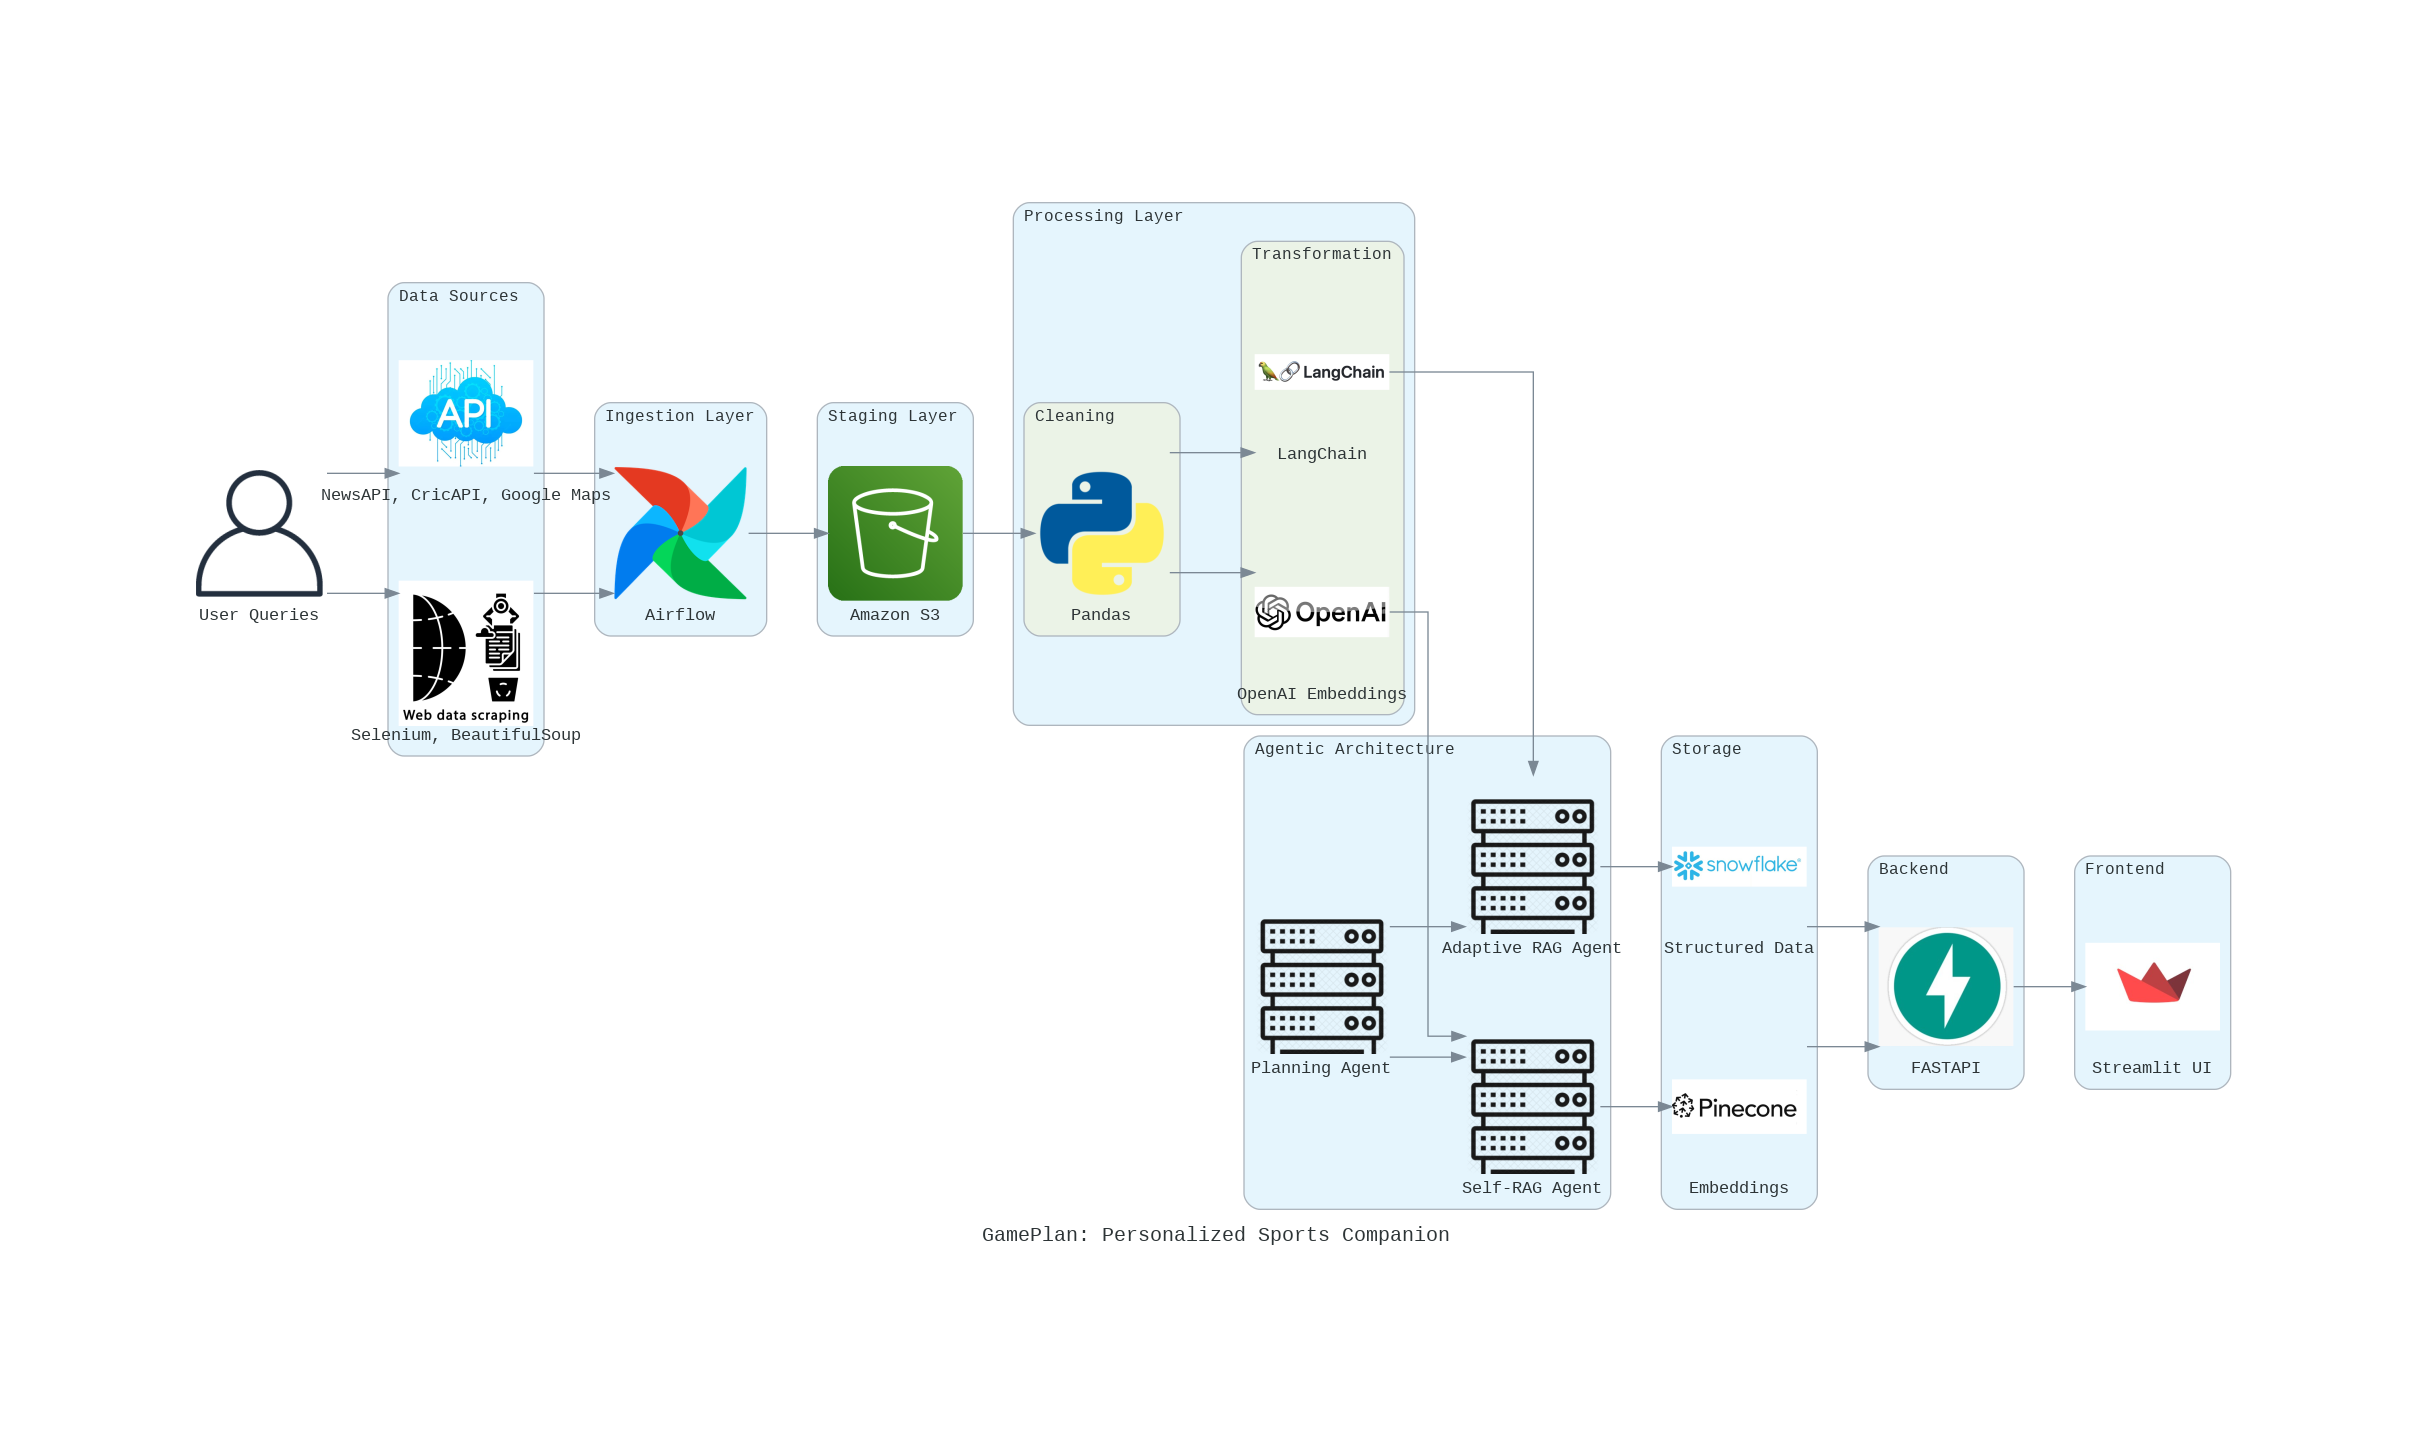 Processing Layer
Transformation
Data Sources
LangChain
API
Ingestion Layer
Staging Layer
Cleaning
LangChain
NewsAPI, CricAPI, Google Maps
OpenAI
User Queries
Airflow
Amazon S3
Pandas
OpenAI Embeddings
Web data scraping
Selenium, BeautifulSoup
Agentic Architecture
Storage
snowflake®
Backend
Frontend
Adaptive RAG Agent
Structured Data
Planning Agent
FASTAPI
Streamlit UI
Pinecone
Self-RAG Agent
Embeddings
GamePlan: Personalized Sports Companion